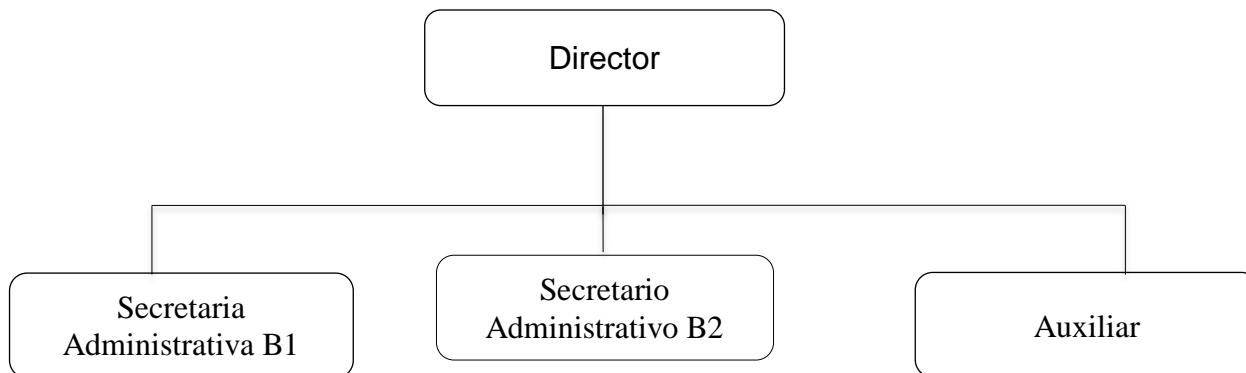 Director
Secretaria
Administrativa B1
Secretario
Administrativo B2
Auxiliar